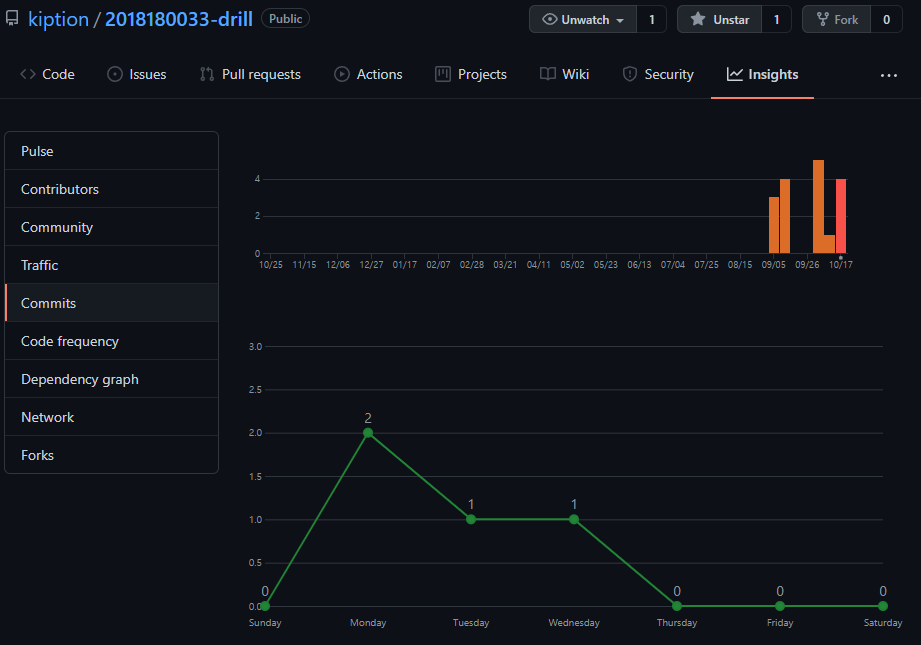 kiption / 2018180033-drill Public Unwatch 1 Unstar 1 Fork 0
Code Issues Pull requests Actions Projects Wiki Security Insights ...
Pulse
Contributors
Community
Traffic
Commits
Code frequency
Dependency graph
Network
Forks
4
2
0
10/25 11/15 12/06 12/27 01/17 02/07 02/28 03/21 04/11 05/02 05/23 06/13 07/04 07/25 08/15 09/05 09/26 10/17
3.0
2.5
2
2.0
1.5
1 1
1.0
0.5
0 0 0 0
0.0
Sunday Monday Tuesday Wednesday Thursday Friday Saturday